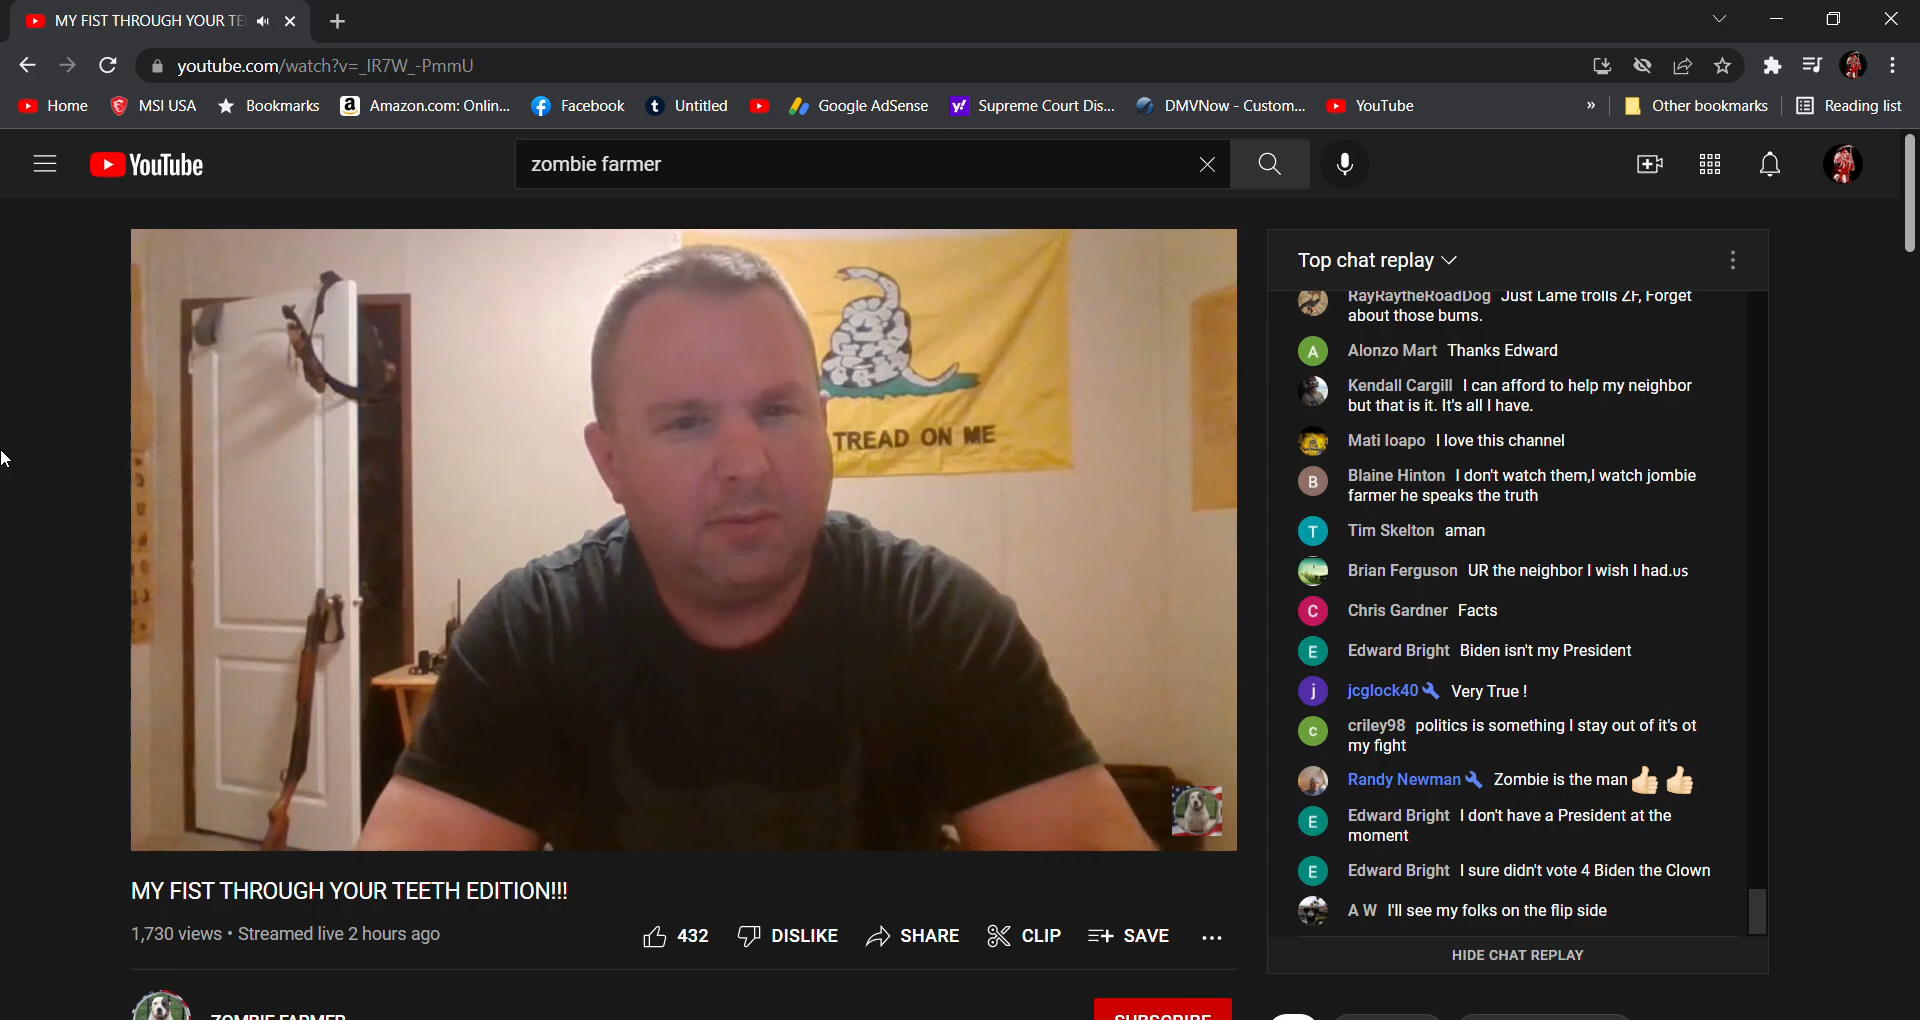 MY FIST THROUGH YOUR TE
youtube.com/watch?v=_IR7W_-PmmU
Home MSI USA Bookmarks Amazon.com: Onlin... Facebook Untitled Google AdSense Supreme Court Dis... DMVNow - Custom... YouTube » Other bookmarks Reading list
YouTube
zombie farmer
TREAD ON ME
Top chat replay
RayRaytheRoadDog Just Lame trolls ZF, Forget
about those bums.
A Alonzo Mart Thanks Edward
Kendall Cargill I can afford to help my neighbor
but that is it. It's all I have.
Mati Ioapo I love this channel
B Blaine Hinton I don't watch them,I watch jombie
farmer he speaks the truth
T Tim Skelton aman
Brian Ferguson UR the neighbor I wish I had.us
C Chris Gardner Facts
E Edward Bright Biden isn't my President
j jcglock40 Very True !
c criley98 politics is something I stay out of it's ot
my fight
Randy Newman Zombie is the man 👍🏻 👍🏻
E Edward Bright I don't have a President at the
moment
E Edward Bright I sure didn't vote 4 Biden the Clown
A W I'll see my folks on the flip side
HIDE CHAT REPLAY
MY FIST THROUGH YOUR TEETH EDITION!!!
1,730 views • Streamed live 2 hours ago
432 DISLIKE SHARE CLIP SAVE ...
ZOMBIE FARMER
SUBSCRIBE